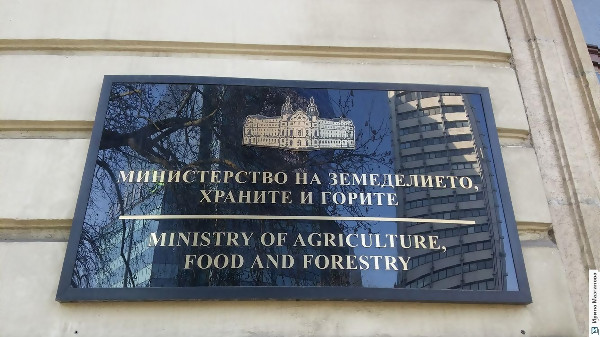 МИНИСТЕРСТВО НА ЗЕМЕДЕЛИЕТО,
ХРАНИТЕ И ГОРИТЕ
MINISTRY OF AGRICULTURE,
FOOD AND FORESTRY